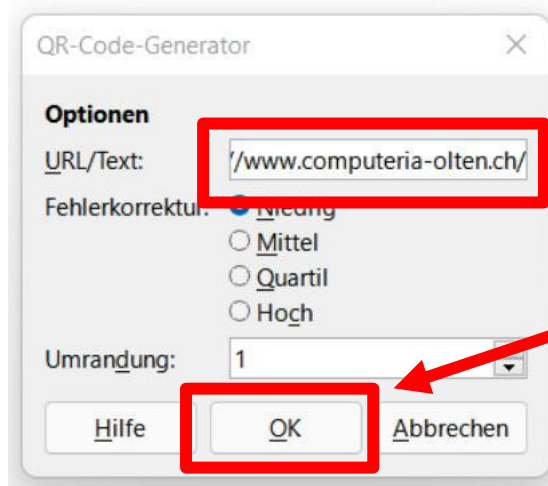 QR-Code-Generator
Optionen
URL/Text: //www.computeria-olten.ch/
Fehlerkorrektur: Niedrig
Mittel
Quartil
Hoch
Umrandung: 1
Hilfe OK Abbrechen